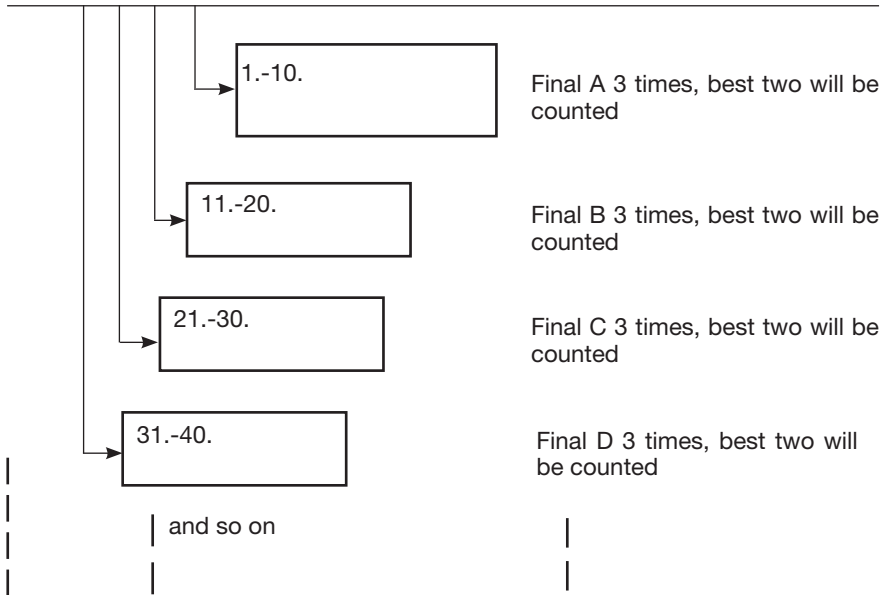 1.-10.
Final A 3 times, best two will be
counted
11.-20.
Final B 3 times, best two will be
counted
21.-30.
Final C 3 times, best two will be
counted
31.-40.
Final D 3 times, best two will
be counted
and so on